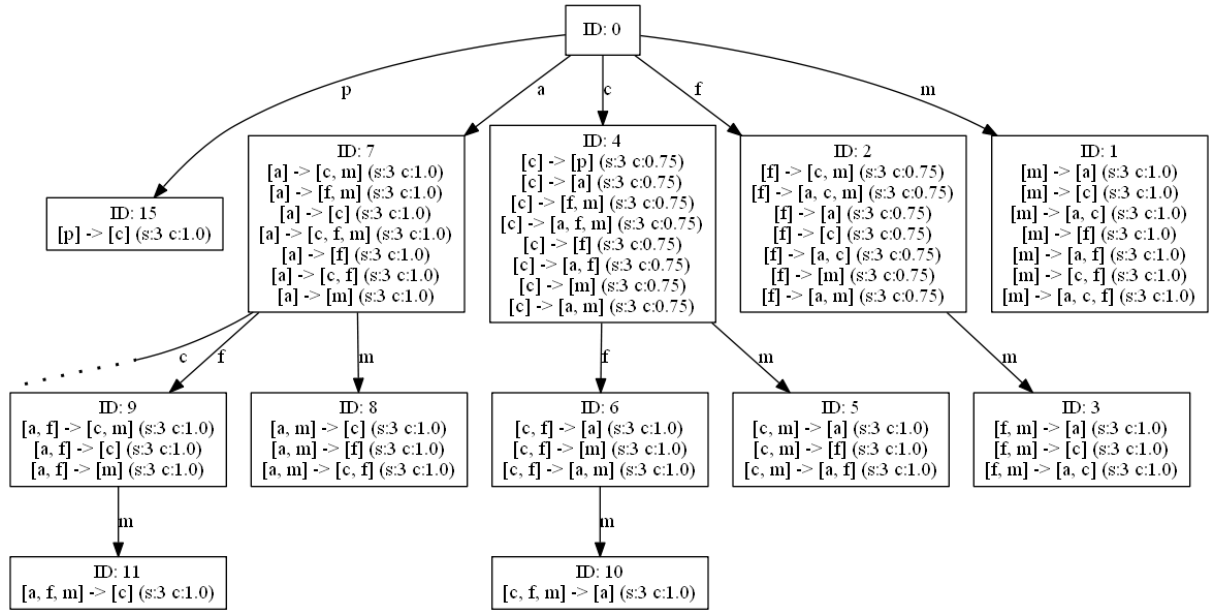 ID: 0
p
a
c
f
m
ID: 15
[p] -> [c] (s:3 c:1.0)
ID: 7
[a] -> [c, m] (s:3 c:1.0)
[a] -> [f, m] (s:3 c:1.0)
[a] -> [c] (s:3 c:1.0)
[a] -> [c, f, m] (s:3 c:1.0)
[a] -> [f] (s:3 c:1.0)
[a] -> [c, f] (s:3 c:1.0)
[a] -> [m] (s:3 c:1.0)
ID: 4
[c] -> [p] (s:3 c:0.75)
[c] -> [a] (s:3 c:0.75)
[c] -> [f, m] (s:3 c:0.75)
[c] -> [a, f, m] (s:3 c:0.75)
[c] -> [f] (s:3 c:0.75)
[c] -> [a, f] (s:3 c:0.75)
[c] -> [m] (s:3 c:0.75)
[c] -> [a, m] (s:3 c:0.75)
ID: 2
[f] -> [c, m] (s:3 c:0.75)
[f] -> [a, c, m] (s:3 c:0.75)
[f] -> [a] (s:3 c:0.75)
[f] -> [c] (s:3 c:0.75)
[f] -> [a, c] (s:3 c:0.75)
[f] -> [m] (s:3 c:0.75)
[f] -> [a, m] (s:3 c:0.75)
ID: 1
[m] -> [a] (s:3 c:1.0)
[m] -> [c] (s:3 c:1.0)
[m] -> [a, c] (s:3 c:1.0)
[m] -> [f] (s:3 c:1.0)
[m] -> [a, f] (s:3 c:1.0)
[m] -> [c, f] (s:3 c:1.0)
[m] -> [a, c, f] (s:3 c:1.0)
c
f
m
f
m
m
ID: 9
[a, f] -> [c, m] (s:3 c:1.0)
[a, f] -> [c] (s:3 c:1.0)
[a, f] -> [m] (s:3 c:1.0)
ID: 8
[a, m] -> [c] (s:3 c:1.0)
[a, m] -> [f] (s:3 c:1.0)
[a, m] -> [c, f] (s:3 c:1.0)
ID: 6
[c, f] -> [a] (s:3 c:1.0)
[c, f] -> [m] (s:3 c:1.0)
[c, f] -> [a, m] (s:3 c:1.0)
ID: 5
[c, m] -> [a] (s:3 c:1.0)
[c, m] -> [f] (s:3 c:1.0)
[c, m] -> [a, f] (s:3 c:1.0)
ID: 3
[f, m] -> [a] (s:3 c:1.0)
[f, m] -> [c] (s:3 c:1.0)
[f, m] -> [a, c] (s:3 c:1.0)
m
m
ID: 11
[a, f, m] -> [c] (s:3 c:1.0)
ID: 10
[c, f, m] -> [a] (s:3 c:1.0)